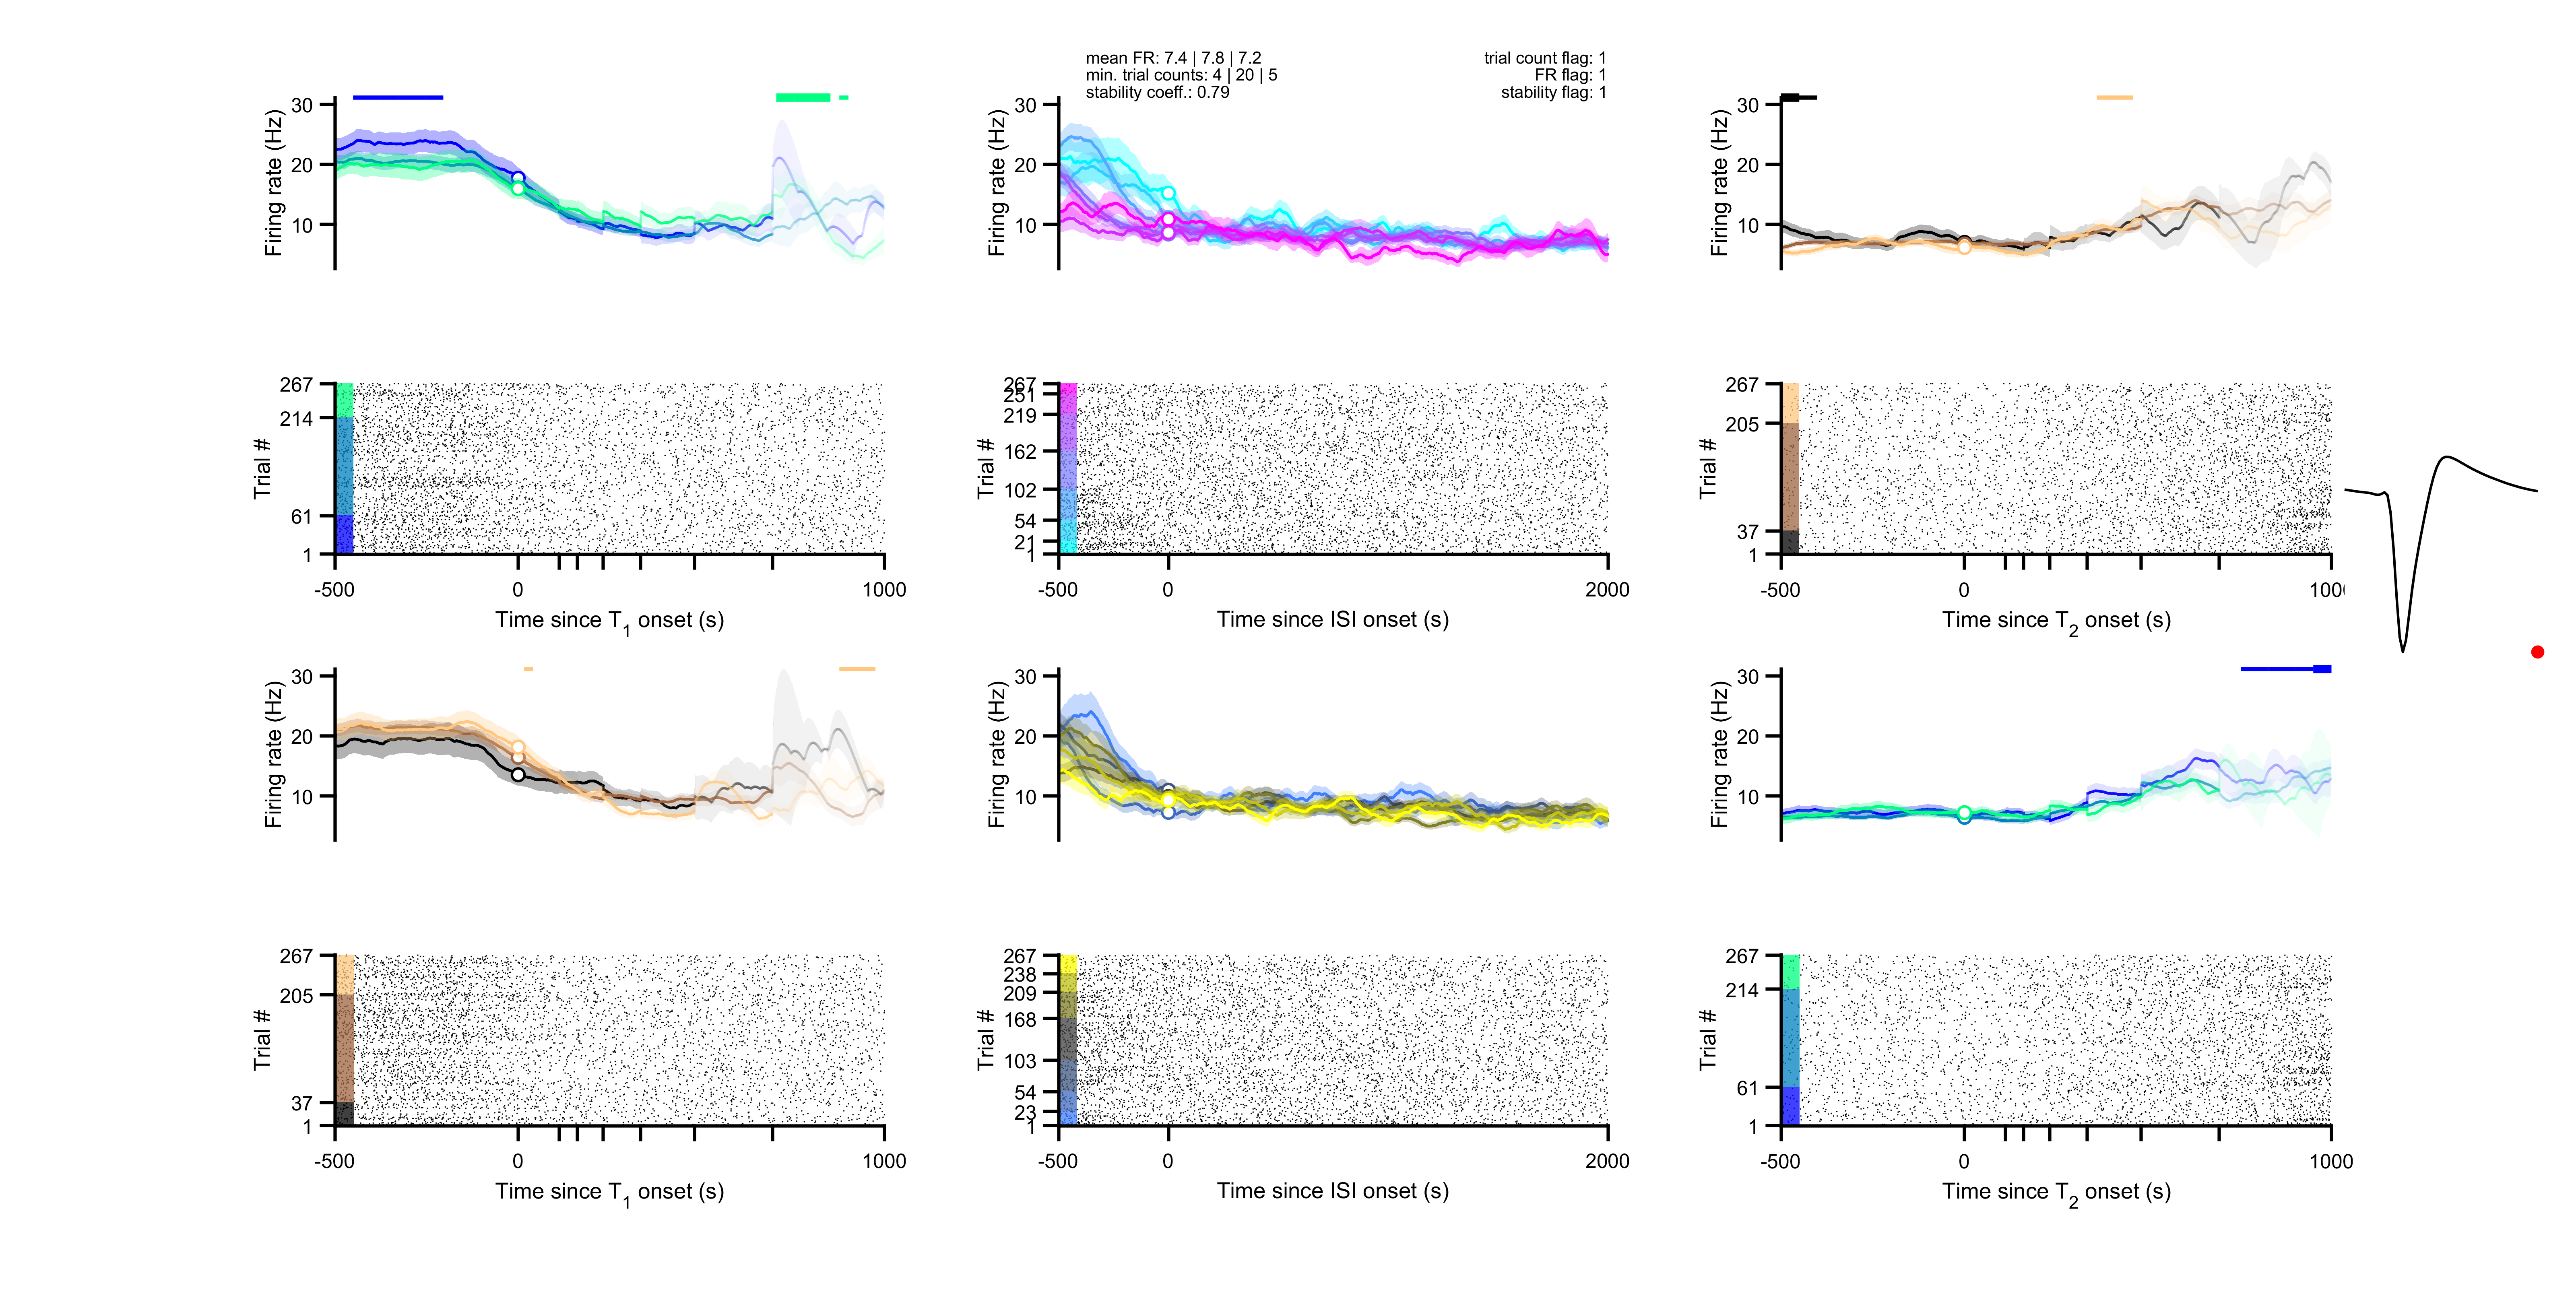 mean FR: 7.4 | 7.8 | 7.2
min. trial counts: 4 | 20 | 5
stability coeff.: 0.79
trial count flag: 1
FR flag: 1
stability flag: 1
30
20
10
Firing rate (Hz)
30
20
10
Firing rate (Hz)
30
20
10
Firing rate (Hz)
267
214
61
1
Trial #
-500
0
1000
Time since T1 onset (s)
267
251
219
162
102
54
21
1
Trial #
-500
0
2000
Time since ISI onset (s)
267
205
37
1
Trial #
-500
0
1000
Time since T2 onset (s)
30
20
10
Firing rate (Hz)
30
20
10
Firing rate (Hz)
30
20
10
Firing rate (Hz)
267
205
37
1
Trial #
-500
0
1000
Time since T1 onset (s)
267
238
209
168
103
54
23
1
Trial #
-500
0
2000
Time since ISI onset (s)
267
214
61
1
Trial #
-500
0
1000
Time since T2 onset (s)